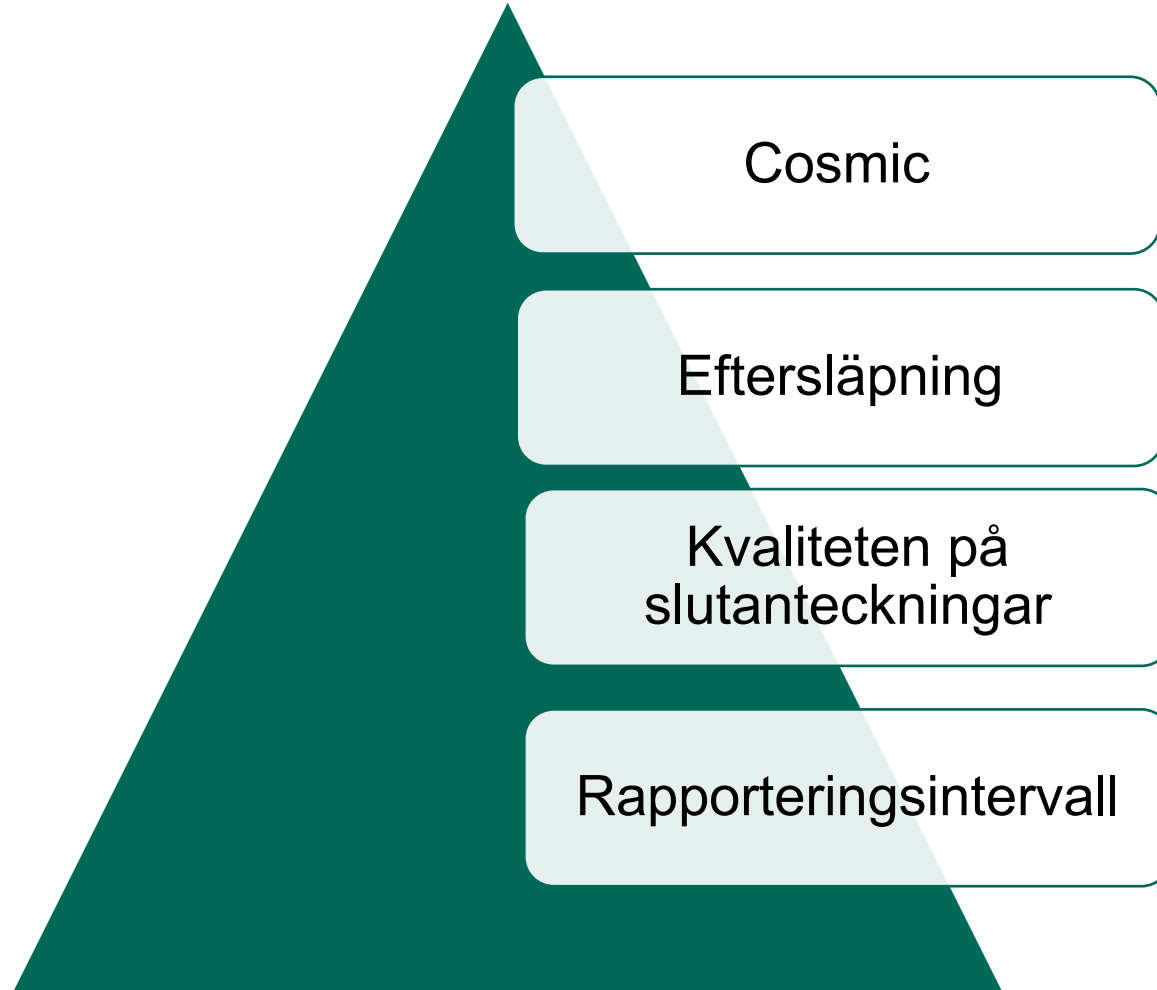 Cosmic
Eftersläpning
Kvaliteten på
slutanteckningar
Rapporteringsintervall